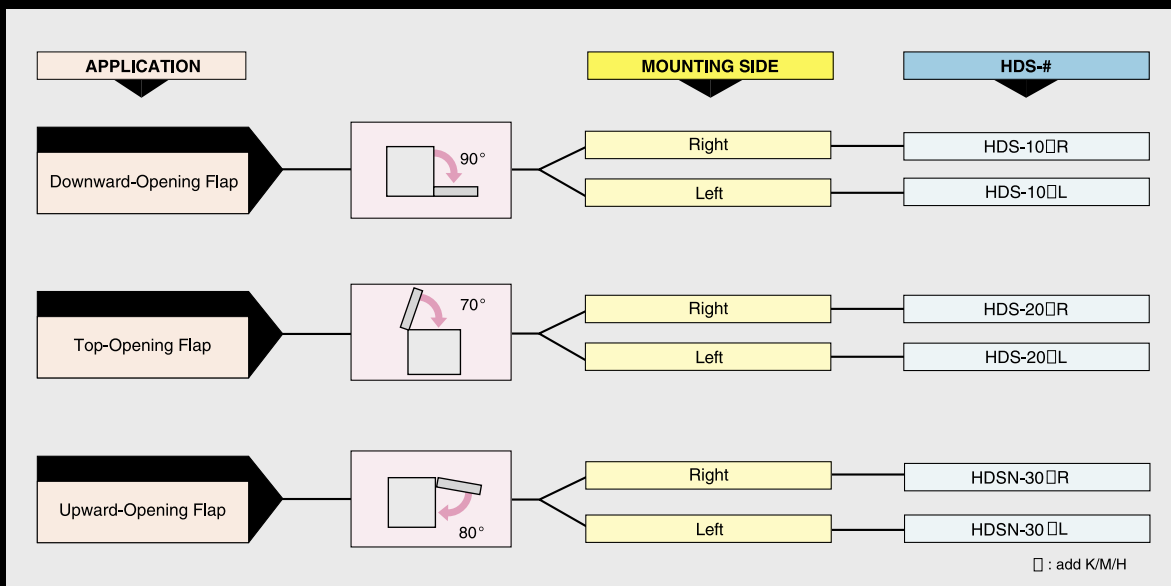 APPLICATION
MOUNTING SIDE
HDS-#
Downward-Opening Flap
90°
Right
HDS-10□R
Left
HDS-10□L
Top-Opening Flap
70°
Right
HDS-20□R
Left
HDS-20□L
Upward-Opening Flap
80°
Right
HDSN-30□R
Left
HDSN-30□L
□ : add K/M/H